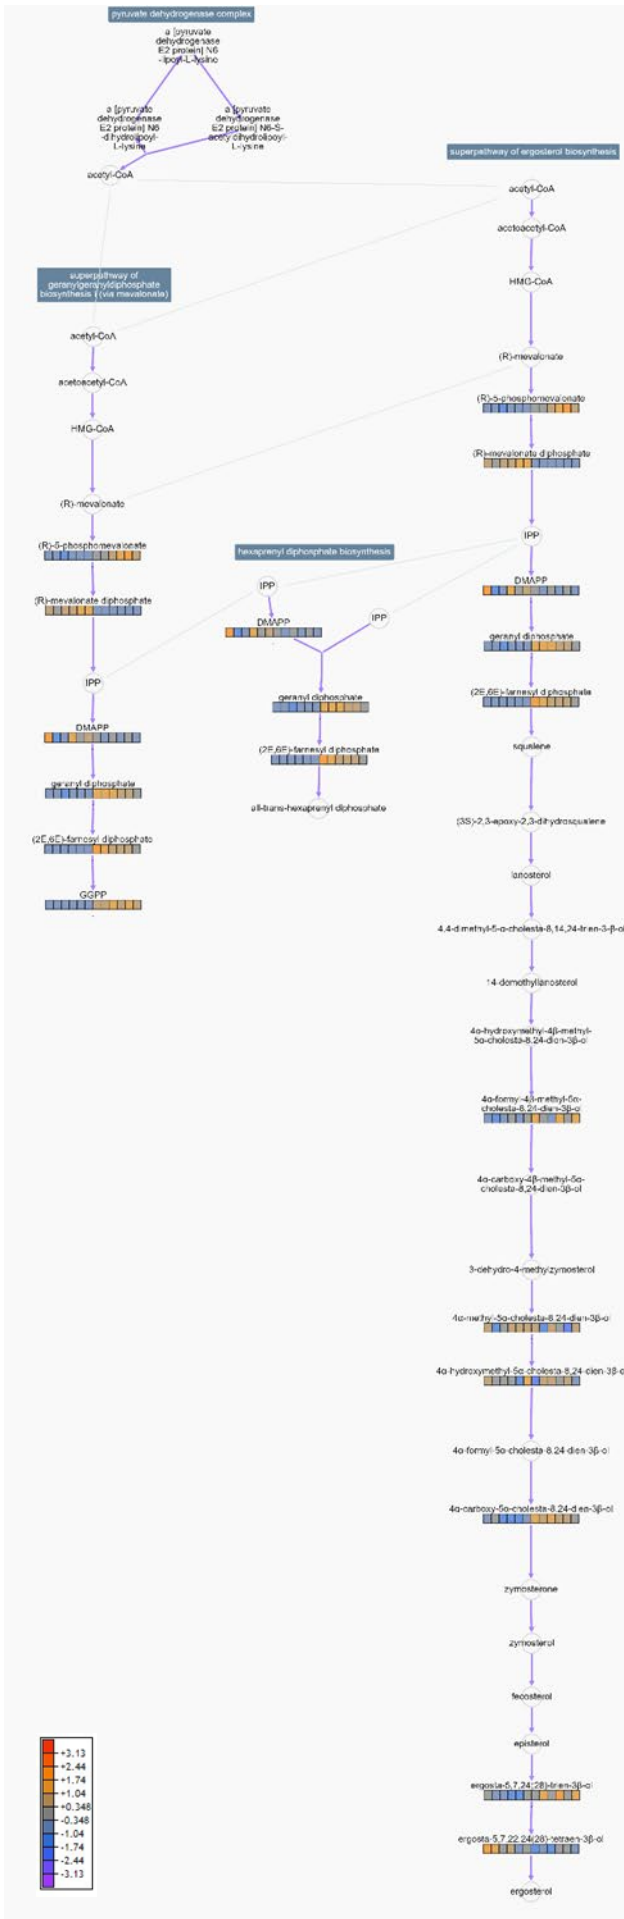 pyruvate dehydrogenase complex
a [pyruvate
dehydrogenase
E2 protein] N6
-lipoyl-L-lysine
a [pyruvate
dehydrogenase
E2 protein] N6
-dihydrolipoyl-
L-lysine
a [pyruvate
dehydrogenase
E2 protein] N6-S-
acetyldihydrolipoyl-
L-lysine
acetyl-CoA
superpathway of
geranylgeranyldiphosphate
biosynthesis I (via mevalonate)
acetyl-CoA
acetoacetyl-CoA
HMG-CoA
(R)-mevalonate
(R)-5-phosphomevalonate
(R)-mevalonate diphosphate
IPP
DMAPP
geranyl diphosphate
(2E,6E)-farnesyl diphosphate
GGPP
hexaprenyl diphosphate biosynthesis
IPP
IPP
DMAPP
geranyl diphosphate
(2E,6E)-farnesyl diphosphate
all-trans-hexaprenyl diphosphate
superpathway of ergosterol biosynthesis
acetyl-CoA
acetoacetyl-CoA
HMG-CoA
(R)-mevalonate
(R)-5-phosphomevalonate
(R)-mevalonate diphosphate
IPP
DMAPP
geranyl diphosphate
(2E,6E)-farnesyl diphosphate
squalene
(3S)-2,3-epoxy-2,3-dihydrosqualene
lanosterol
4,4-dimethyl-5-α-cholesta-8,14,24-trien-3-β-ol
14-demethyllanosterol
4α-hydroxymethyl-4β-methyl-
5α-cholesta-8,24-dien-3β-ol
4α-formyl-4β-methyl-5α-
cholesta-8,24-dien-3β-ol
4α-carboxy-4β-methyl-5α-
cholesta-8,24-dien-3β-ol
3-dehydro-4-methylzymosterol
4α-methyl-5α-cholesta-8,24-dien-3β-ol
4α-hydroxymethyl-5α-cholesta-8,24-dien-3β-o
4α-formyl-5α-cholesta-8,24-dien-3β-ol
4α-carboxy-5α-cholesta-8,24-dien-3β-ol
zymosterone
zymosterol
fecosterol
episterol
ergosta-5,7,24(28)-trien-3β-ol
ergosta-5,7,22,24(28)-tetraen-3β-ol
ergosterol
+3.13
+2.44
+1.74
+1.04
+0.348
-0.348
-1.04
-1.74
-2.44
-3.13